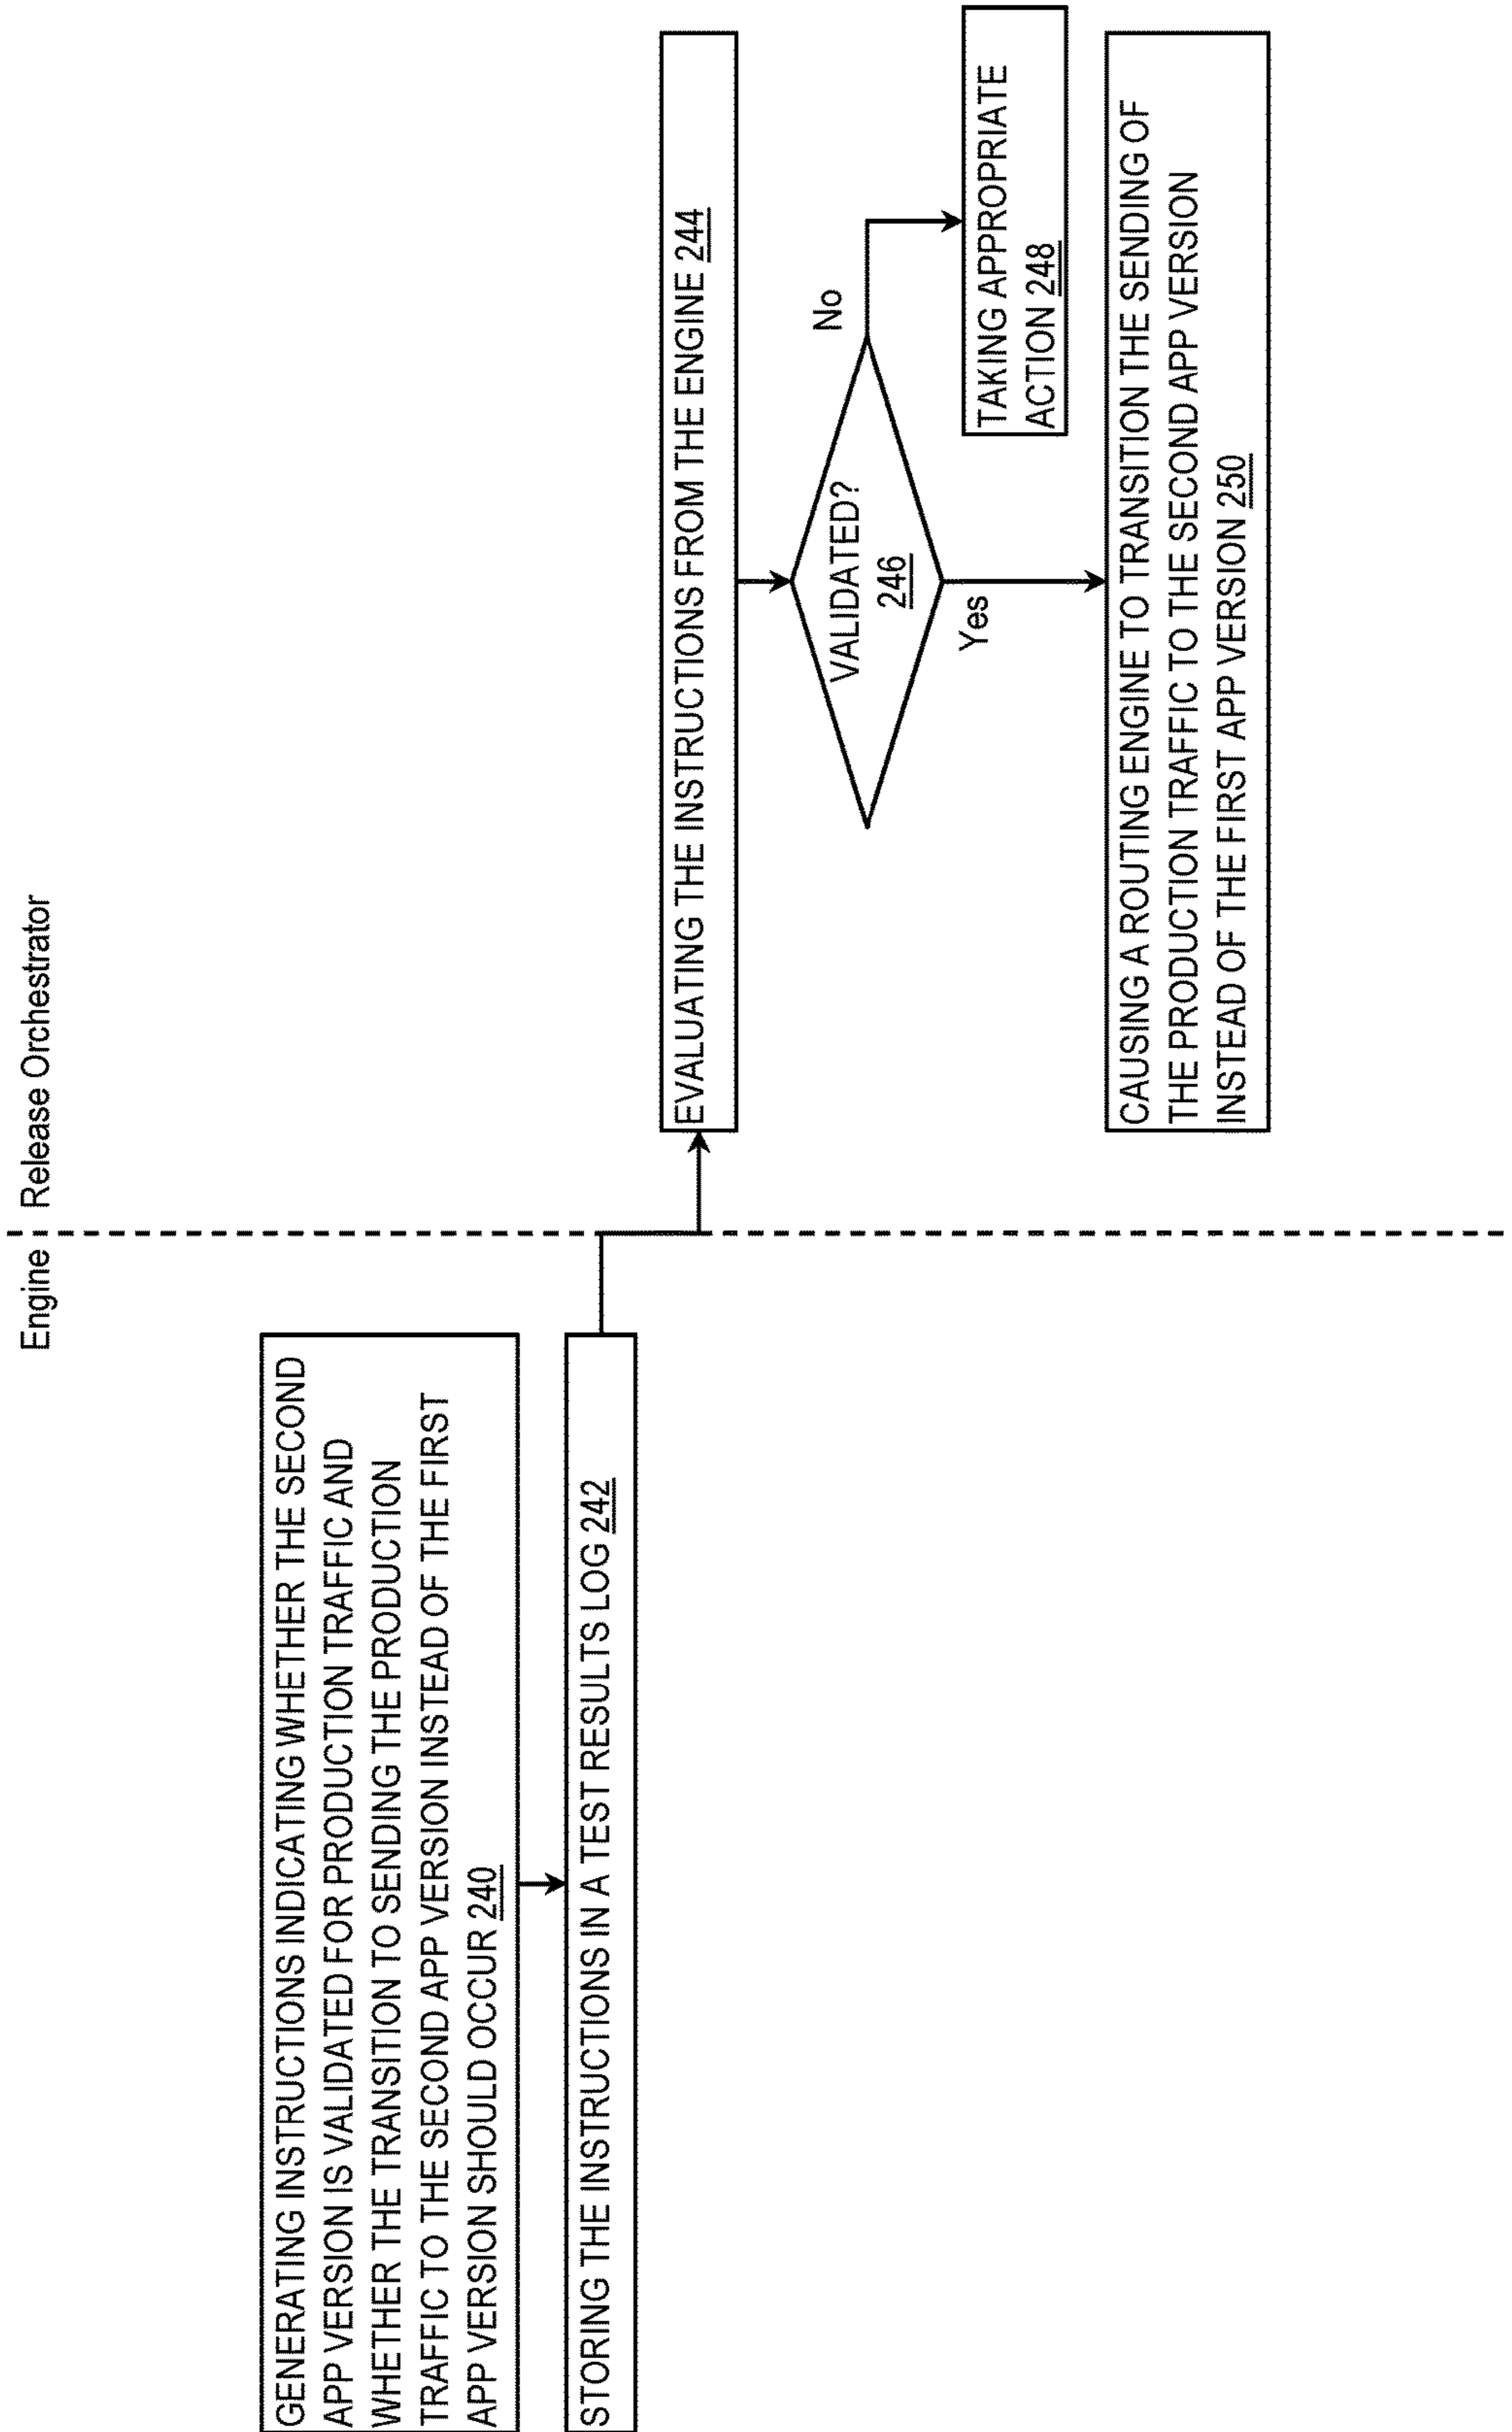 Engine
Release Orchestrator
GENERATING INSTRUCTIONS INDICATING WHETHER THE SECOND
APP VERSION IS VALIDATED FOR PRODUCTION TRAFFIC AND
WHETHER THE TRANSITION TO SENDING THE PRODUCTION
TRAFFIC TO THE SECOND APP VERSION INSTEAD OF THE FIRST
APP VERSION SHOULD OCCUR 240
STORING THE INSTRUCTIONS IN A TEST RESULTS LOG 242
EVALUATING THE INSTRUCTIONS FROM THE ENGINE 244
VALIDATED?
246
No
Yes
TAKING APPROPRIATE
ACTION 248
CAUSING A ROUTING ENGINE TO TRANSITION THE SENDING OF
THE PRODUCTION TRAFFIC TO THE SECOND APP VERSION
INSTEAD OF THE FIRST APP VERSION 250